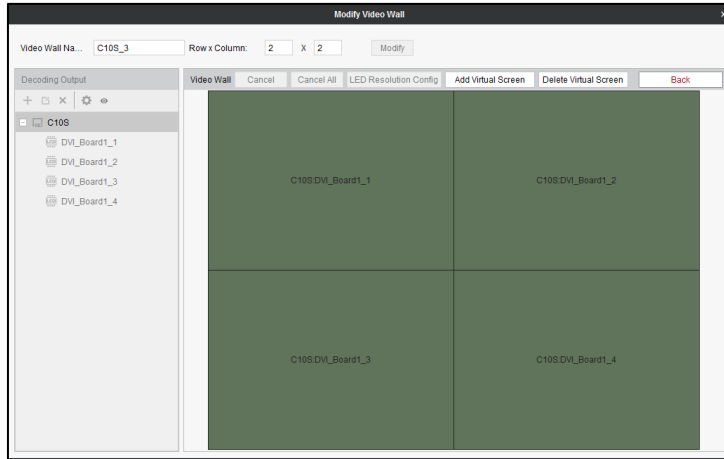 Modify Video Wall
Video Wall Na... C10S_3 Row x Column: 2 X 2 Modify
Decoding Output
Video Wall Cancel Cancel All LED Resolution Config Add Virtual Screen Delete Virtual Screen Back
C10S
DVI_Board1_1
DVI_Board1_2
DVI_Board1_3
DVI_Board1_4
C10S:DVI_Board1_1 C10S:DVI_Board1_2
C10S:DVI_Board1_3 C10S:DVI_Board1_4